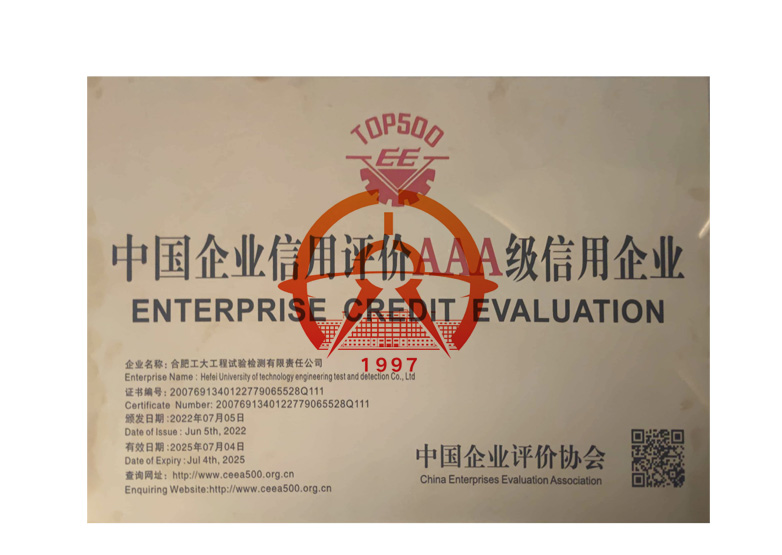 TOP500
EE
中国企业信用评价AAA级信用企业
ENTERPRISE CREDIT EVALUATION
1997
企业名称：合肥工大工程试验检测有限责任公司
Enterprise Name : Hefei University of technology engineering test and detection Co., Ltd
证书编号：2007691340122779065528Q111
Certificate Number: 2007691340122779065528Q111
颁发日期：2022年07月05日
Date of Issue : Jun 5th, 2022
有效日期：2025年07月04日
Date of Expiry : Jul 4th, 2025
查询网址：http://www.ceea500.org.cn
Enquiring Website:http://www.ceea500.org.cn
中国企业评价协会
China Enterprises Evaluation Association